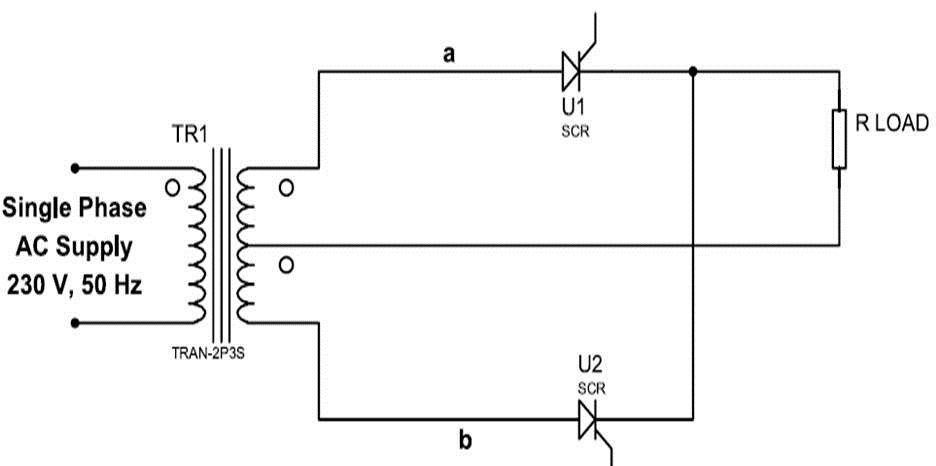 a
U1
SCR
R LOAD
TR1
Single Phase
AC Supply
230 V, 50 Hz
TRAN-2P3S
U2
SCR
b